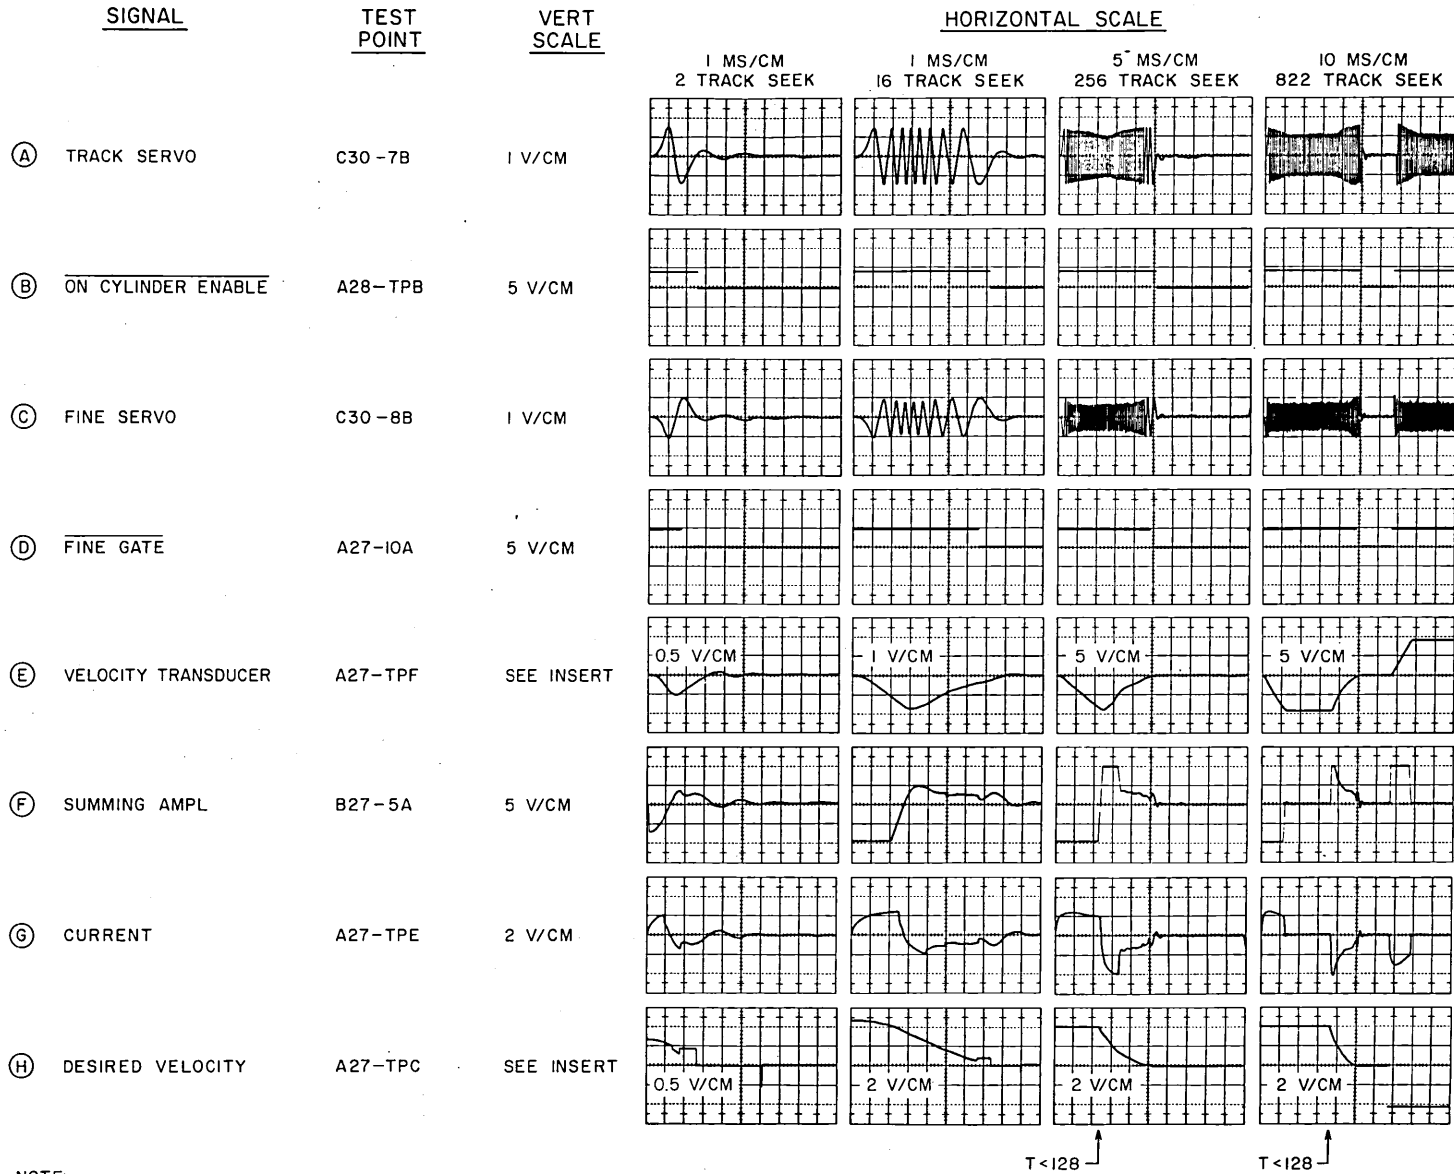 SIGNAL
TEST POINT
VERT SCALE
HORIZONTAL SCALE
1 MS/CM
2 TRACK SEEK
1 MS/CM
16 TRACK SEEK
5 MS/CM
256 TRACK SEEK
10 MS/CM
822 TRACK SEEK
A TRACK SERVO C30-7B 1 V/CM
B ON CYLINDER ENABLE A28-TPB 5 V/CM
C FINE SERVO C30-8B 1 V/CM
D FINE GATE A27-10A 5 V/CM
E VELOCITY TRANSDUCER A27-TPF SEE INSERT 0.5 V/CM 1 V/CM 5 V/CM 5 V/CM
F SUMMING AMPL B27-5A 5 V/CM
G CURRENT A27-TPE 2 V/CM
H DESIRED VELOCITY A27-TPC SEE INSERT 0.5 V/CM 2 V/CM 2 V/CM 2 V/CM
T<128 T<128
NOTE: